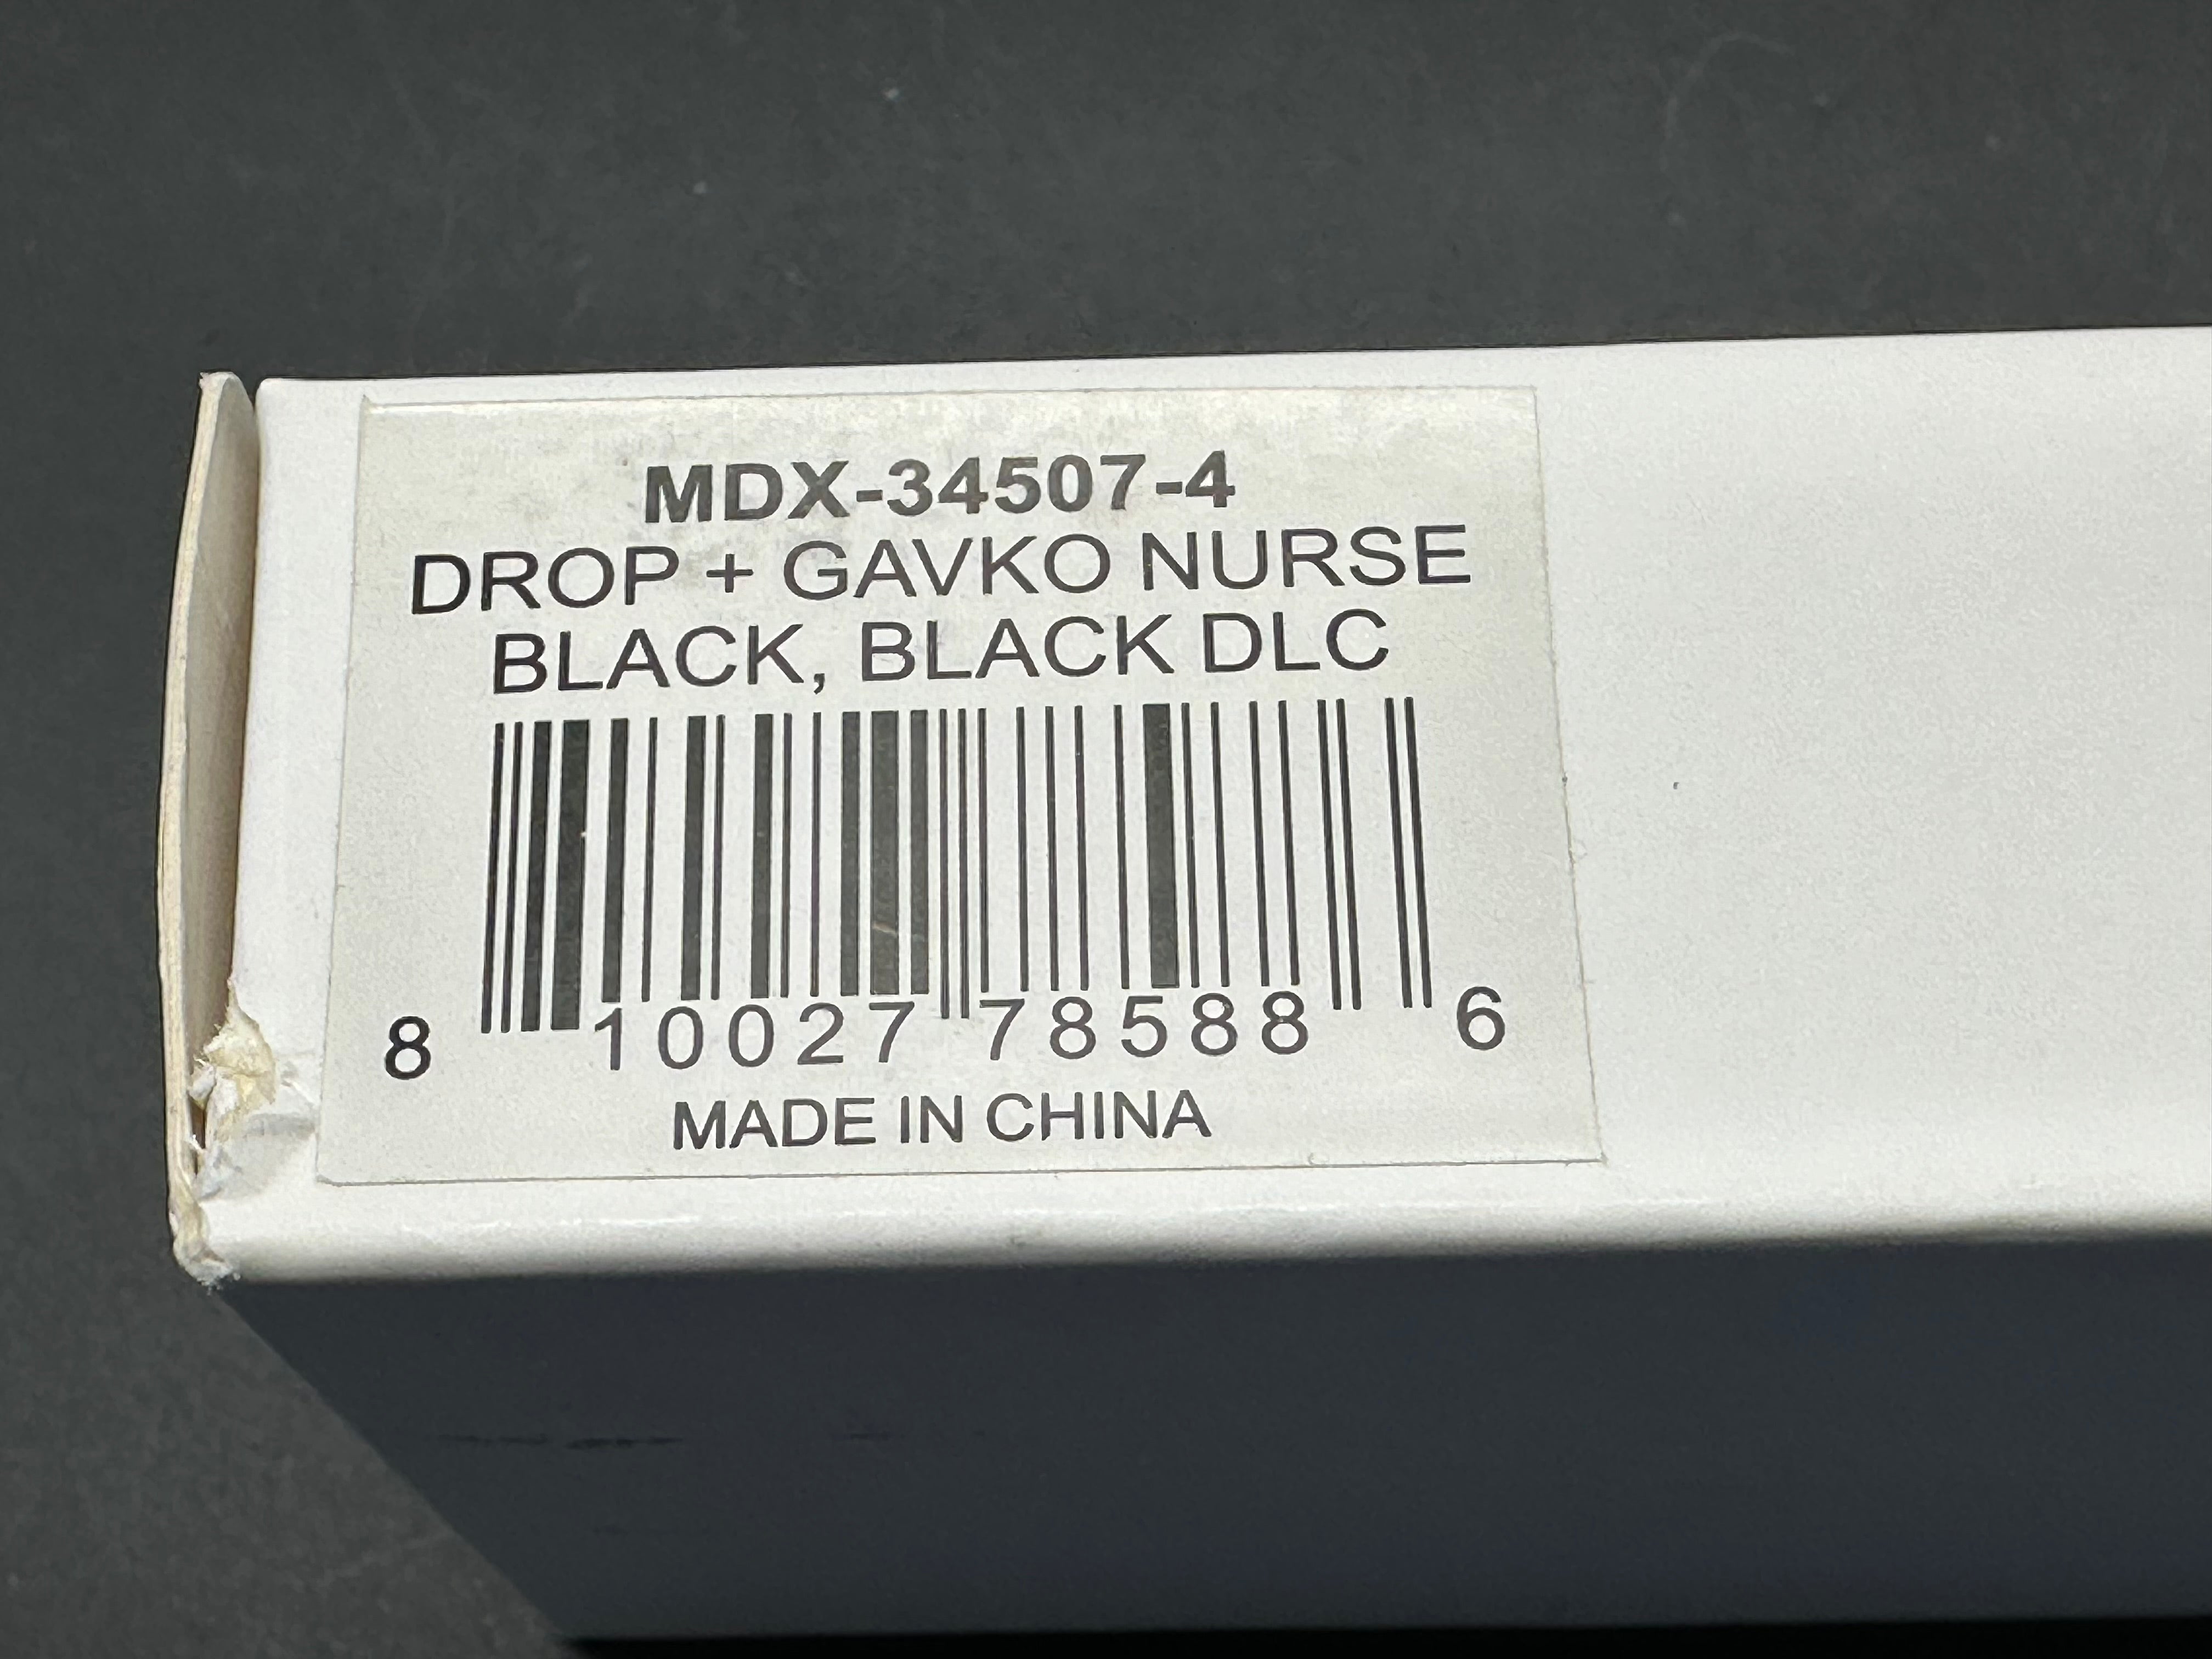 MDX-34507-4
DROP + GAVKO NURSE
BLACK, BLACK DLC
8 10027 78588 6
MADE IN CHINA